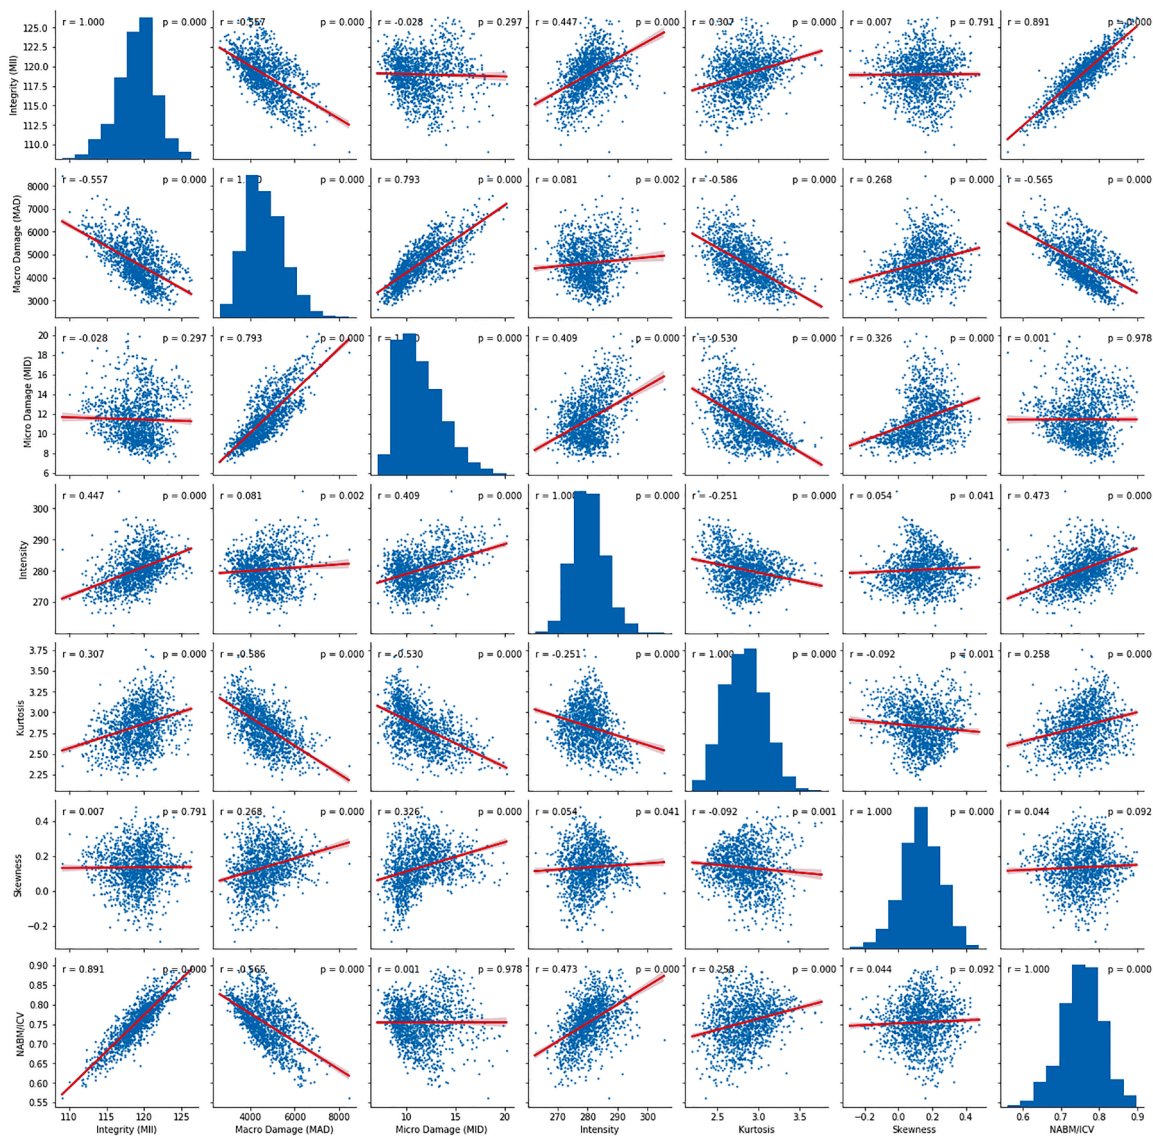 r = 1.000 r = -0.557 p = 0.000 r = -0.028 p = 0.297 r = 0.447 p = 0.000 r = 0.307 p = 0.000 r = 0.007 p = 0.791 r = 0.891 p = 0.000
125.0
122.5
120.0
117.5
115.0
112.5
110.0
Integrity (MII)
r = -0.557 p = 0.000 p = 0.000 r = 0.793 p = 0.000 r = 0.081 p = 0.002 r = -0.586 p = 0.000 r = 0.268 p = 0.000 r = -0.565 p = 0.000
8000
7000
6000
5000
4000
3000
Macro Damage (MAD)
r = -0.028 p = 0.297 r = 0.793 p = 0.000 p = 0.000 r = 0.409 p = 0.000 r = -0.530 p = 0.000 r = 0.326 p = 0.000 r = 0.001 p = 0.978
20
18
16
14
12
10
8
6
Micro Damage (MID)
r = 0.447 p = 0.000 r = 0.081 p = 0.002 r = 0.409 p = 0.000 r = 1.000 p = 0.000 r = -0.251 p = 0.000 r = 0.054 p = 0.041 r = 0.473 p = 0.000
300
290
280
270
Intensity
r = 0.307 p = 0.000 r = -0.586 p = 0.000 r = -0.530 p = 0.000 r = -0.251 p = 0.000 r = 1.000 p = 0.000 r = -0.092 p = 0.001 r = 0.258 p = 0.000
3.75
3.50
3.25
3.00
2.75
2.50
2.25
Kurtosis
r = 0.007 p = 0.791 r = 0.268 p = 0.000 r = 0.326 p = 0.000 r = 0.054 p = 0.041 r = -0.092 p = 0.001 r = 1.000 p = 0.000 r = 0.044 p = 0.092
0.4
0.2
0.0
−0.2
Skewness
r = 0.891 p = 0.000 r = -0.565 p = 0.000 r = 0.001 p = 0.978 r = 0.473 p = 0.000 r = 0.258 p = 0.000 r = 0.044 p = 0.092 r = 1.000 p = 0.000
0.90
0.85
0.80
0.75
0.70
0.65
0.60
0.55
NABM/ICV
110 115 120 125 4000 6000 8000 10 15 20 270 280 290 300 2.5 3.0 3.5 −0.2 0.0 0.2 0.4 0.6 0.7 0.8 0.9
Integrity (MII) Macro Damage (MAD) Micro Damage (MID) Intensity Kurtosis Skewness NABM/ICV